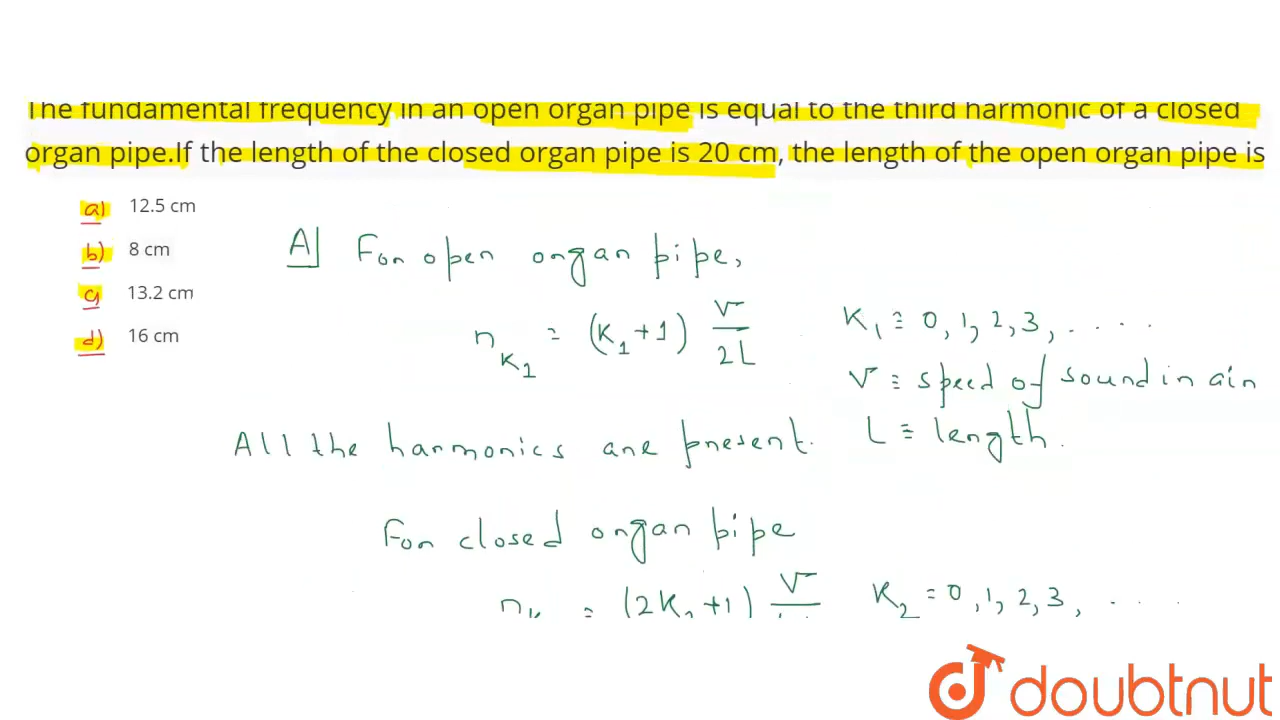 The fundamental frequency in an open organ pipe is equal to the third harmonic of a closed
organ pipe.If the length of the closed organ pipe is 20 cm, the length of the open organ pipe is
a) 12.5 cm
b) 8 cm
c) 13.2 cm
d) 16 cm
A] For open organ pipe,
n_K1 = (K1+1) V/2L K1 ≡ 0, 1, 2, 3, .....
V ≡ speed of sound in air
All the harmonics are present. L ≡ length.
For closed organ pipe
= (2K2+1) V K2 = 0, 1, 2, 3, ....
doubtnut